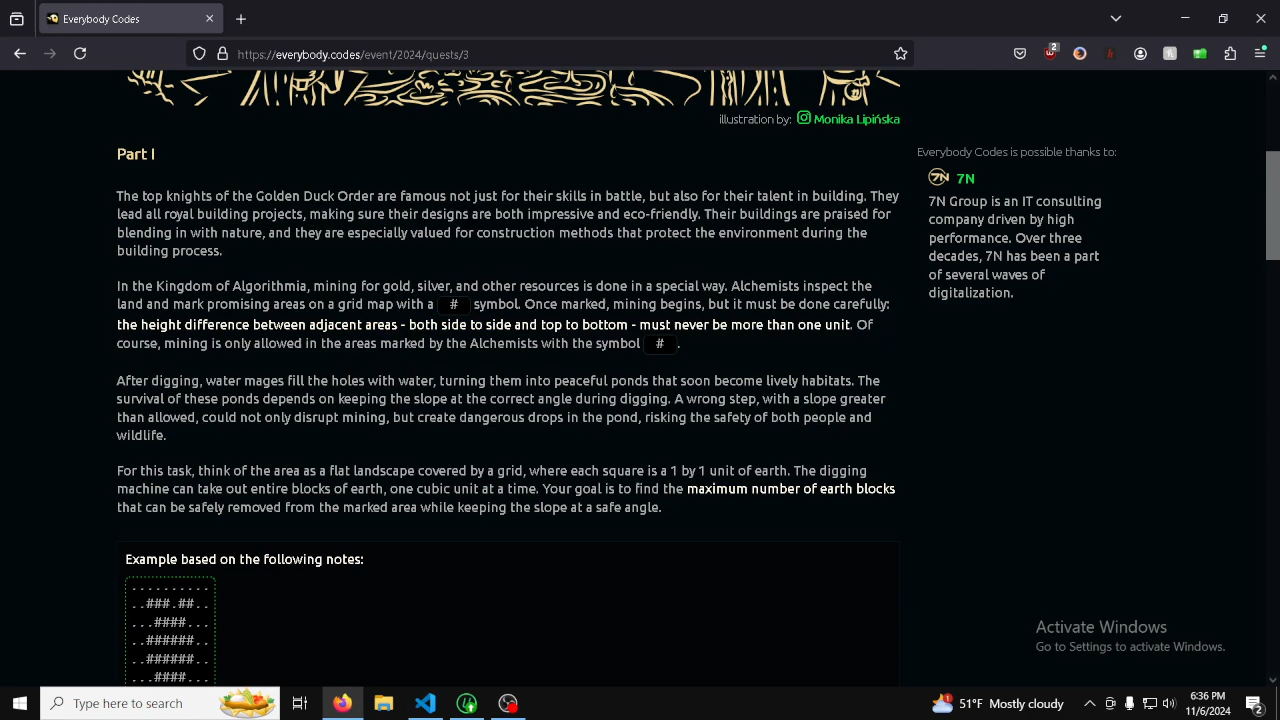 Everybody Codes
https://everybody.codes/event/2024/quests/3
2
illustration by: Monika Lipińska
Part I
Everybody Codes is possible thanks to:
7N 7N
7N Group is an IT consulting
company driven by high
performance. Over three
decades, 7N has been a part
of several waves of
digitalization.
The top knights of the Golden Duck Order are famous not just for their skills in battle, but also for their talent in building. They
lead all royal building projects, making sure their designs are both impressive and eco-friendly. Their buildings are praised for
blending in with nature, and they are especially valued for construction methods that protect the environment during the
building process.
In the Kingdom of Algorithmia, mining for gold, silver, and other resources is done in a special way. Alchemists inspect the
land and mark promising areas on a grid map with a # symbol. Once marked, mining begins, but it must be done carefully:
the height difference between adjacent areas - both side to side and top to bottom - must never be more than one unit. Of
course, mining is only allowed in the areas marked by the Alchemists with the symbol #.
After digging, water mages fill the holes with water, turning them into peaceful ponds that soon become lively habitats. The
survival of these ponds depends on keeping the slope at the correct angle during digging. A wrong step, with a slope greater
than allowed, could not only disrupt mining, but create dangerous drops in the pond, risking the safety of both people and
wildlife.
For this task, think of the area as a flat landscape covered by a grid, where each square is a 1 by 1 unit of earth. The digging
machine can take out entire blocks of earth, one cubic unit at a time. Your goal is to find the maximum number of earth blocks
that can be safely removed from the marked area while keeping the slope at a safe angle.
Example based on the following notes:
..........
..###.##..
...####...
..######..
..######..
...####...
Activate Windows
Go to Settings to activate Windows.
Type here to search
1
51°F Mostly cloudy
6:36 PM
11/6/2024
2